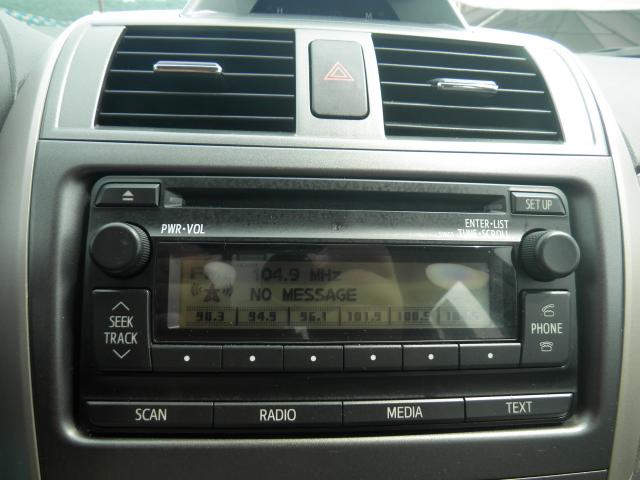 H M
SET UP
PWR·VOL
ENTER·LIST
TUNE·SCROLL
104.9 MHz
NO MESSAGE
90.3 94.9 96.1 101.9 100.5
SEEK
TRACK
PHONE
SCAN RADIO MEDIA TEXT